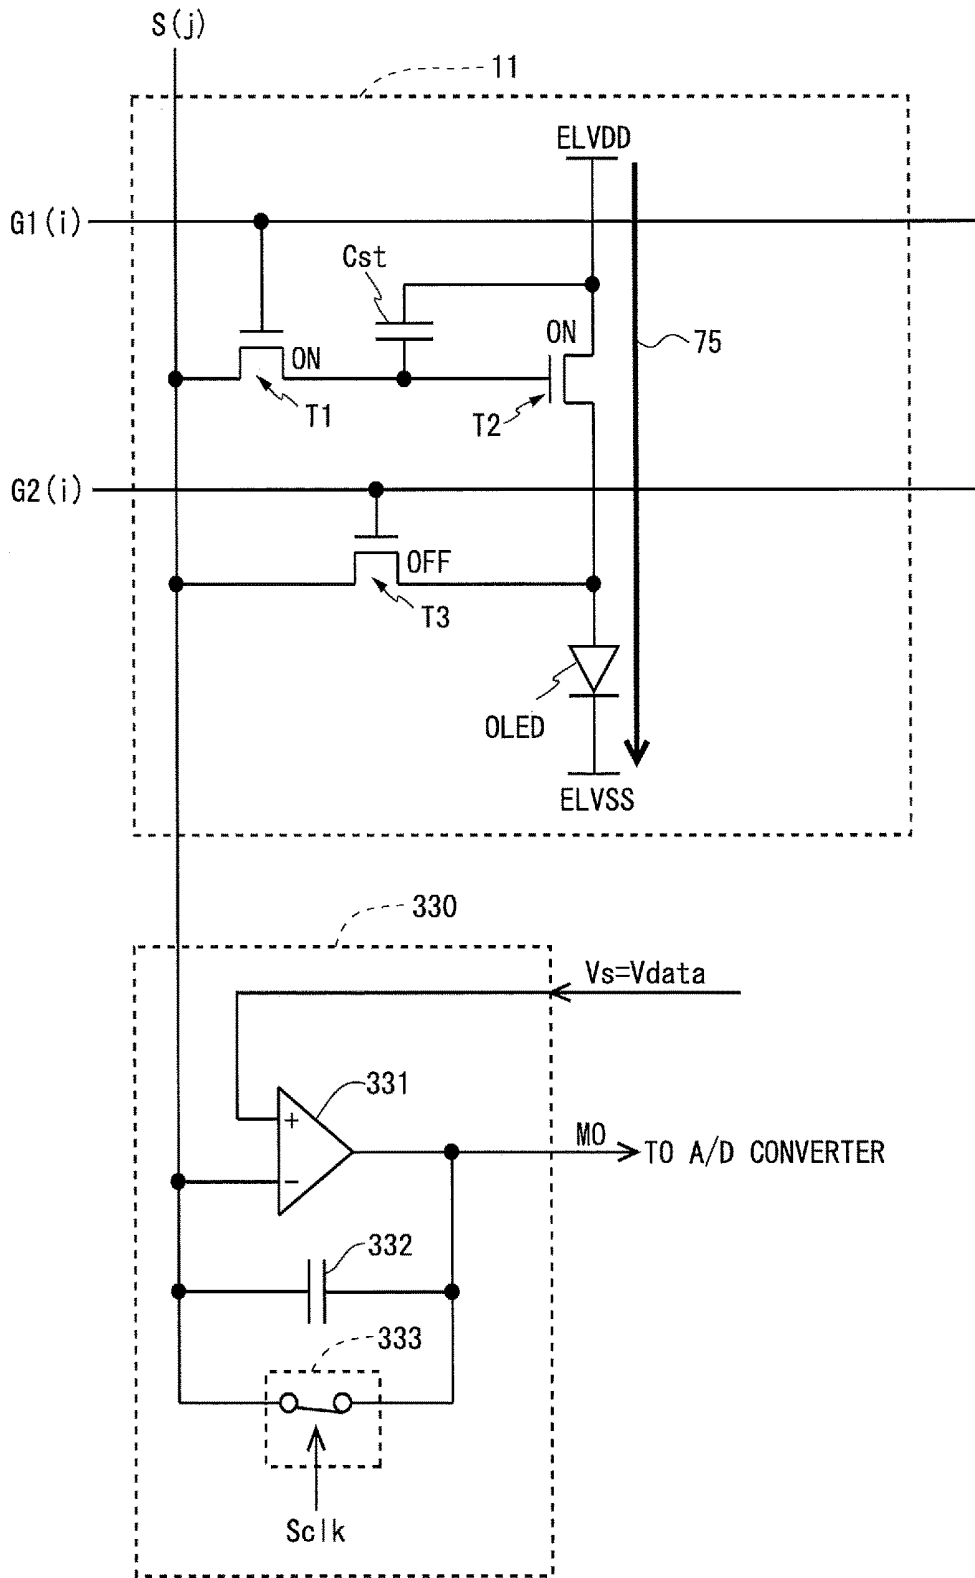 S(j)
11
ELVDD
G1(i)
Cst
ON
ON
75
T1
T2
G2(i)
OFF
T3
OLED
ELVSS
330
Vs=Vdata
331
+
MO
TO A/D CONVERTER
−
332
333
Sclk